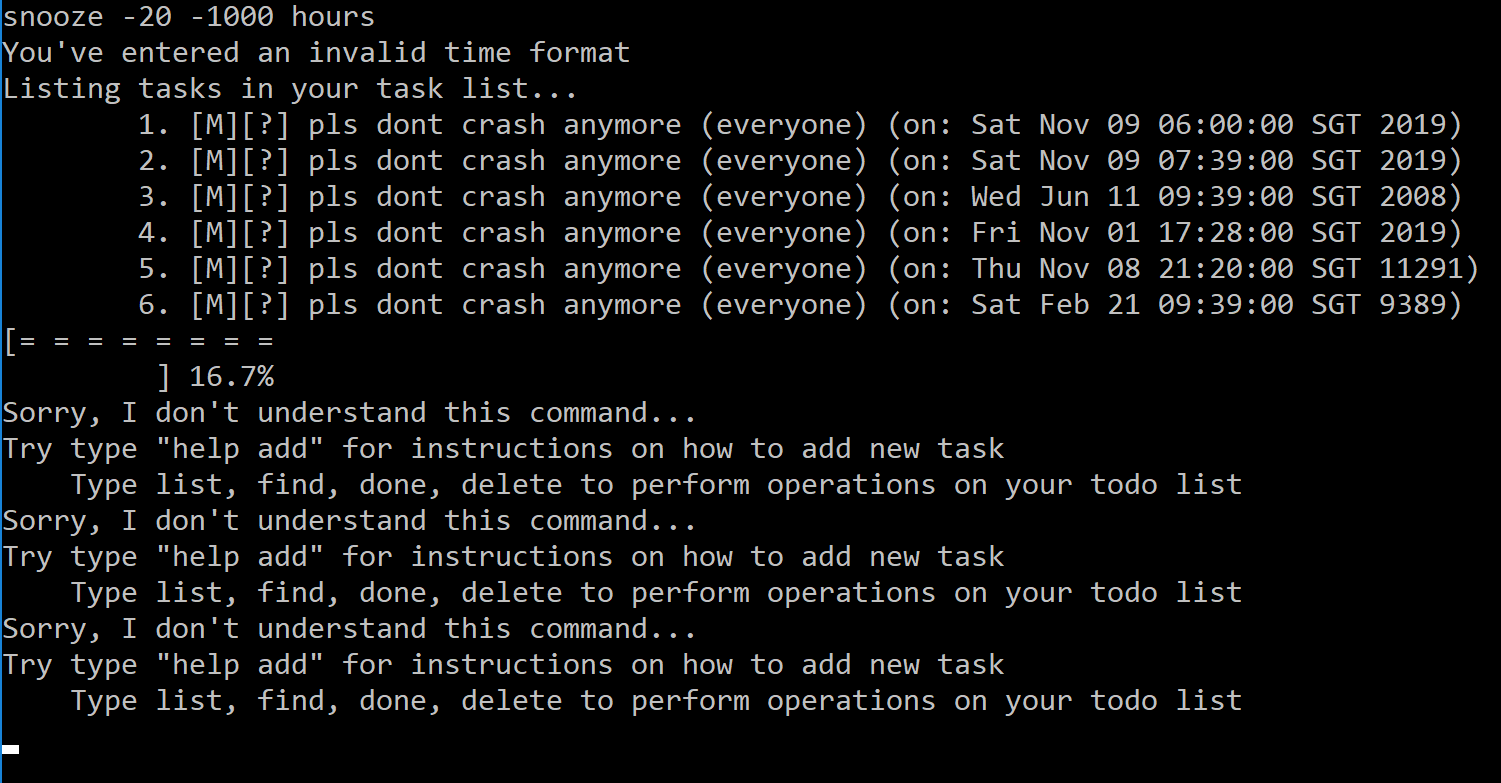 snooze -20 -1000 hours
You've entered an invalid time format
Listing tasks in your task list...
1. [M][?] pls dont crash anymore (everyone) (on: Sat Nov 09 06:00:00 SGT 2019)
2. [M][?] pls dont crash anymore (everyone) (on: Sat Nov 09 07:39:00 SGT 2019)
3. [M][?] pls dont crash anymore (everyone) (on: Wed Jun 11 09:39:00 SGT 2008)
4. [M][?] pls dont crash anymore (everyone) (on: Fri Nov 01 17:28:00 SGT 2019)
5. [M][?] pls dont crash anymore (everyone) (on: Thu Nov 08 21:20:00 SGT 11291)
6. [M][?] pls dont crash anymore (everyone) (on: Sat Feb 21 09:39:00 SGT 9389)
[= = = = = = = =
] 16.7%
Sorry, I don't understand this command...
Try type "help add" for instructions on how to add new task
Type list, find, done, delete to perform operations on your todo list
Sorry, I don't understand this command...
Try type "help add" for instructions on how to add new task
Type list, find, done, delete to perform operations on your todo list
Sorry, I don't understand this command...
Try type "help add" for instructions on how to add new task
Type list, find, done, delete to perform operations on your todo list